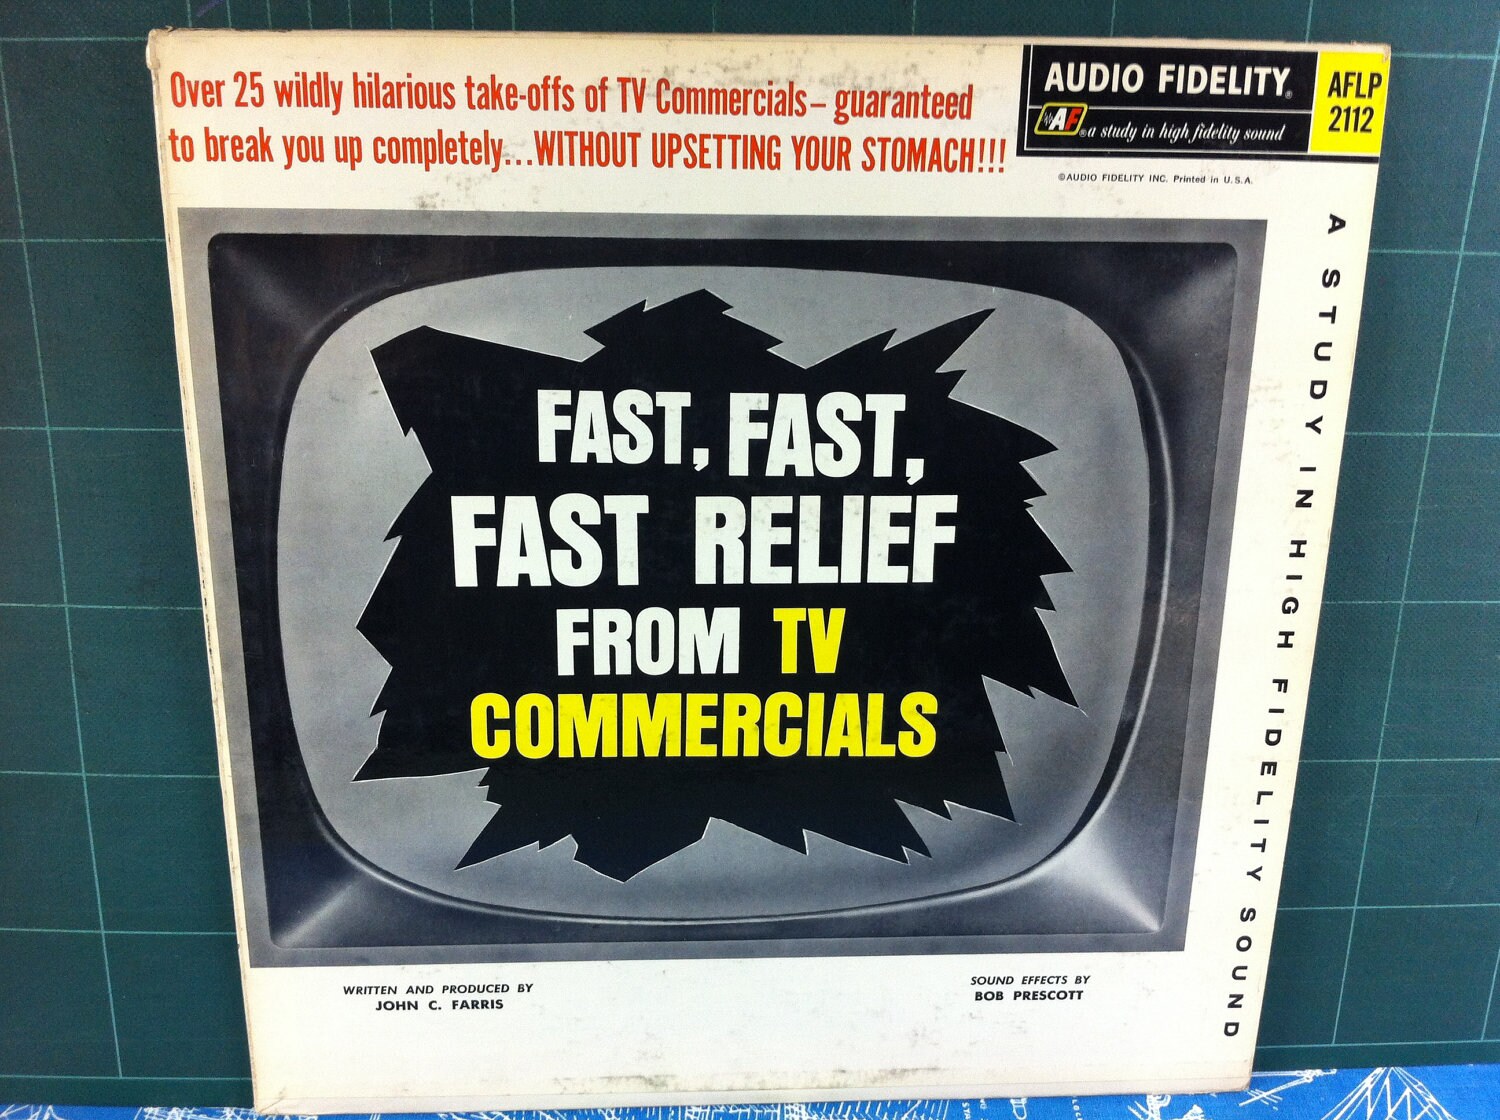 Over 25 wildly hilarious take-offs of TV Commercials – guaranteed
to break you up completely...WITHOUT UPSETTING YOUR STOMACH!!!
AUDIO FIDELITY®
AF® a study in high fidelity sound
AFLP
2112
©AUDIO FIDELITY INC. Printed in U.S.A.
A STUDY IN HIGH FIDELITY SOUND
FAST, FAST,
FAST RELIEF
FROM TV
COMMERCIALS
WRITTEN AND PRODUCED BY
JOHN C. FARRIS
SOUND EFFECTS BY
BOB PRESCOTT